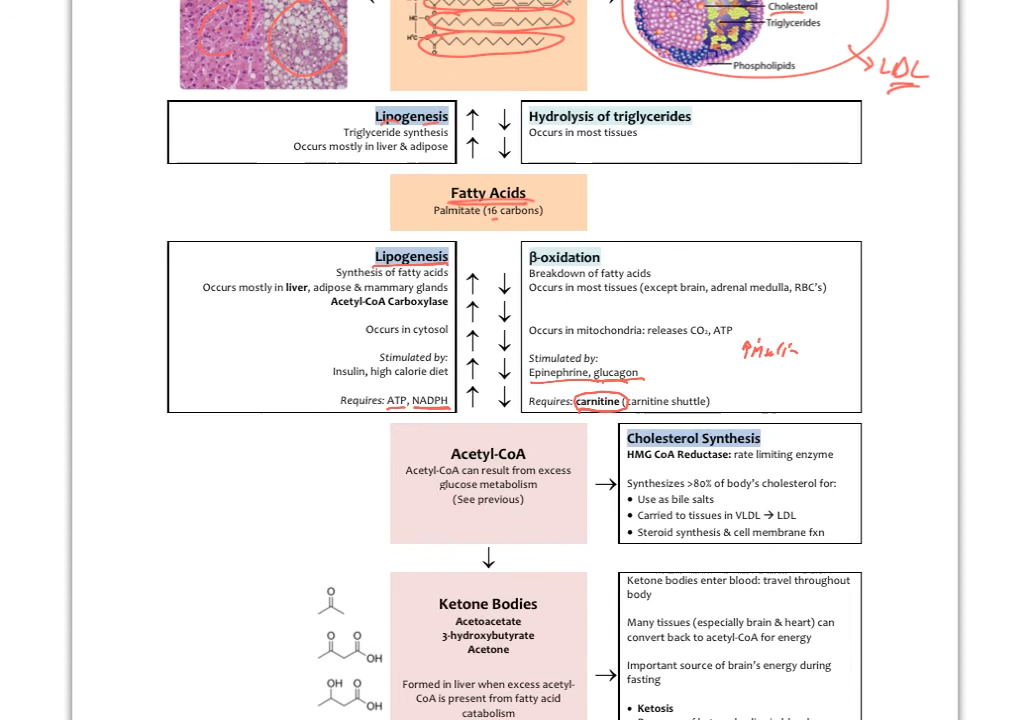 Cholesterol
Triglycerides
Phospholipids
LDL
HC
H²C
Lipogenesis
Triglyceride synthesis
Occurs mostly in liver & adipose
Hydrolysis of triglycerides
Occurs in most tissues
Fatty Acids
Palmitate (16 carbons)
Lipogenesis
Synthesis of fatty acids
Occurs mostly in liver, adipose & mammary glands
Acetyl-CoA Carboxylase
Occurs in cytosol
Stimulated by:
Insulin, high calorie diet
Requires: ATP, NADPH
β-oxidation
Breakdown of fatty acids
Occurs in most tissues (except brain, adrenal medulla, RBC's)
Occurs in mitochondria: releases CO₂, ATP
↑ insulin
Stimulated by:
Epinephrine, glucagon
Requires: carnitine (carnitine shuttle)
Acetyl-CoA
Acetyl-CoA can result from excess
glucose metabolism
(See previous)
Cholesterol Synthesis
HMG CoA Reductase: rate limiting enzyme
Synthesizes >80% of body's cholesterol for:
• Use as bile salts
• Carried to tissues in VLDL → LDL
• Steroid synthesis & cell membrane fxn
Ketone Bodies
Acetoacetate
3-hydroxybutyrate
Acetone
Formed in liver when excess acetyl-
CoA is present from fatty acid
catabolism
O
O O
OH
OH O
OH
Ketone bodies enter blood: travel throughout
body
Many tissues (especially brain & heart) can
convert back to acetyl-CoA for energy
Important source of brain's energy during
fasting
• Ketosis